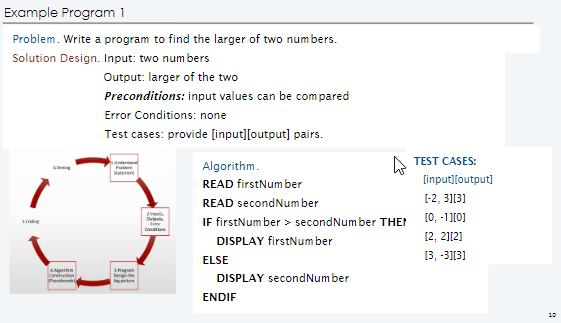 Example Program 1
Problem. Write a program to find the larger of two numbers.
Solution Design. Input: two numbers
Output: larger of the two
Preconditions: input values can be compared
Error Conditions: none
Test cases: provide [input][output] pairs.
1.Understand
Problem
Statement
2.Inputs,
Outputs,
Error
Conditions
3.Program
Design-the
big picture
4.Algorithm
Construction
(Pseudocode)
5.Coding
6.Testing
Algorithm.
READ firstNumber
READ secondNumber
IF firstNumber > secondNumber THEN
DISPLAY firstNumber
ELSE
DISPLAY secondNumber
ENDIF
TEST CASES:
[input][output]
[-2, 3][3]
[0, -1][0]
[2, 2][2]
[3, -3][3]
10